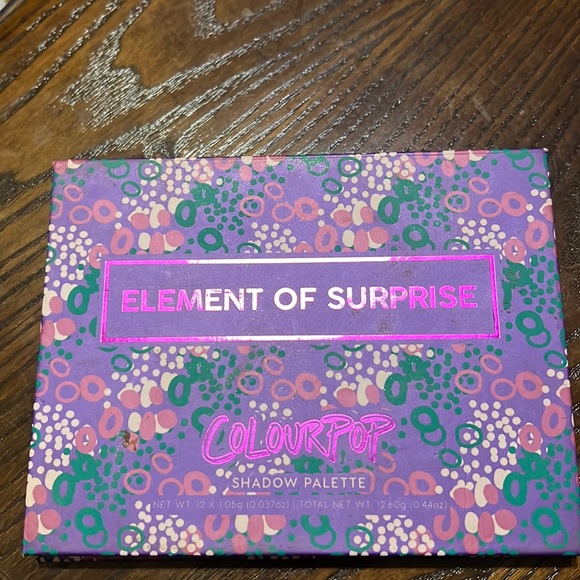 ELEMENT OF SURPRISE
COLOURPOP
SHADOW PALETTE
NET WT. 12 X 1.05g (0.037oz) | TOTAL NET WT. 12.60g (0.44oz)